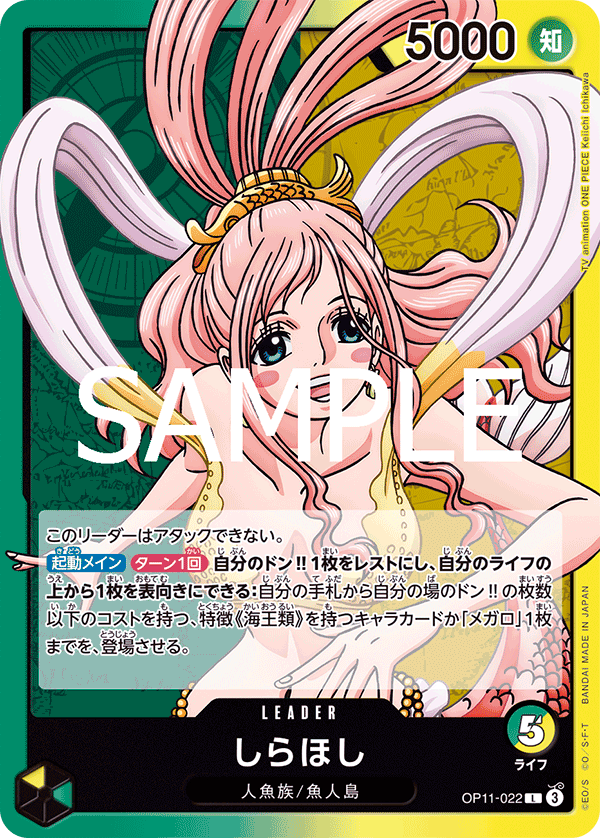 5000 知
TV animation ONE PIECE Keiichi Ichikawa
SAMPLE
このリーダーはアタックできない。
起動メイン ターン1回 自分のドン!!1枚をレストにし、自分のライフの
上から1枚を表向きにできる:自分の手札から自分の場のドン!!の枚数
以下のコストを持つ、特徴《海王類》を持つキャラカードか「メガロ」1枚
までを、登場させる。
LEADER
しらほし
人魚族/魚人島
5
ライフ
OP11-022 L 3
©E.O/S ©O/S・F・T BANDAI MADE IN JAPAN